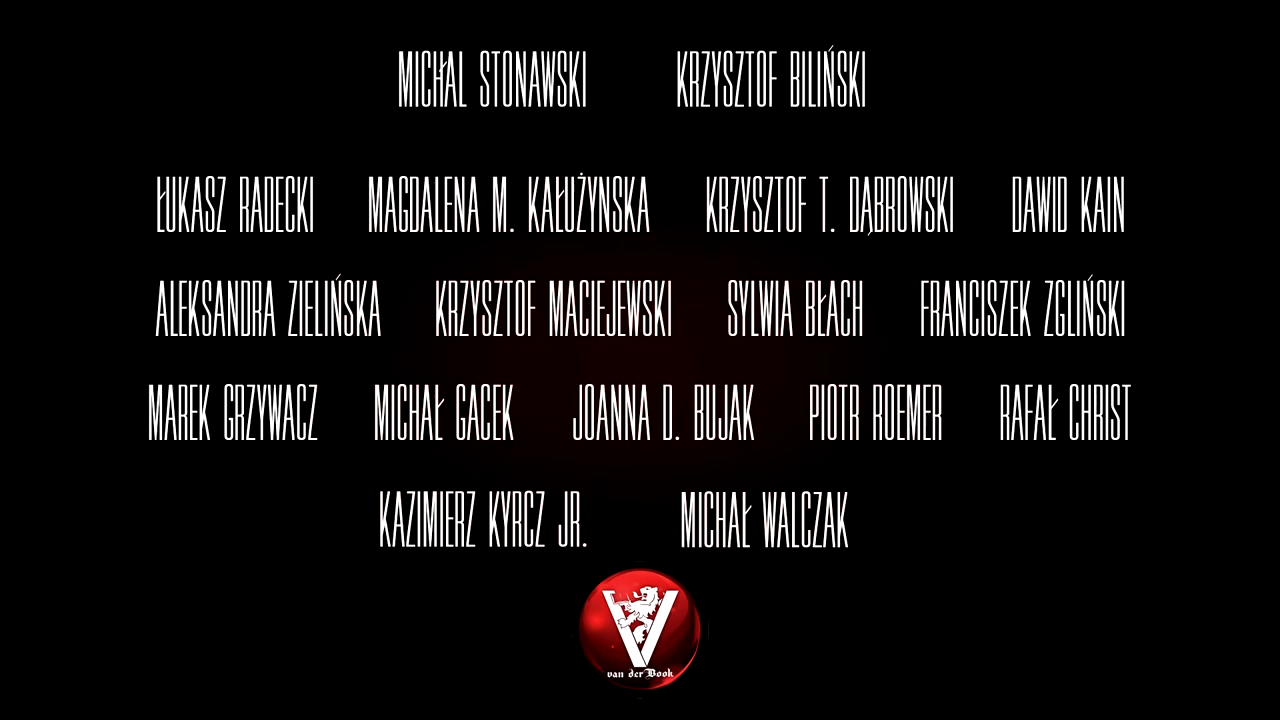 MICHAŁ STONAWSKI KRZYSZTOF BILIŃSKI
ŁUKASZ RADECKI MAGDALENA M. KAŁUŻYNSKA KRZYSZTOF T. DĄBROWSKI DAWID KAIN
ALEKSANDRA ZIELIŃSKA KRZYSZTOF MACIEJEWSKI SYLWIA BŁACH FRANCISZEK ZGLIŃSKI
MAREK GRZYWACZ MICHAŁ GACEK JOANNA D. BUJAK PIOTR ROEMER RAFAŁ CHRIST
KAZIMIERZ KYRCZ JR. MICHAŁ WALCZAK
V
van der Book